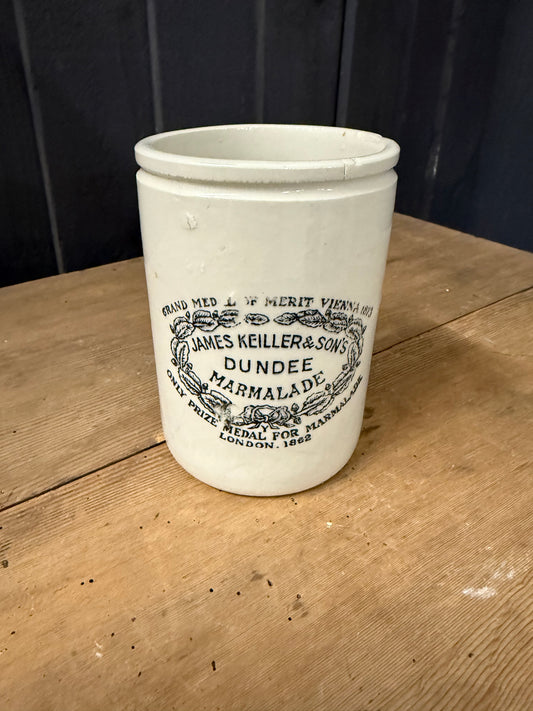 GRAND MEDAL OF MERIT VIENNA 1873
JAMES KEILLER & SON'S
DUNDEE
MARMALADE
ONLY PRIZE MEDAL FOR MARMALADE
LONDON. 1862